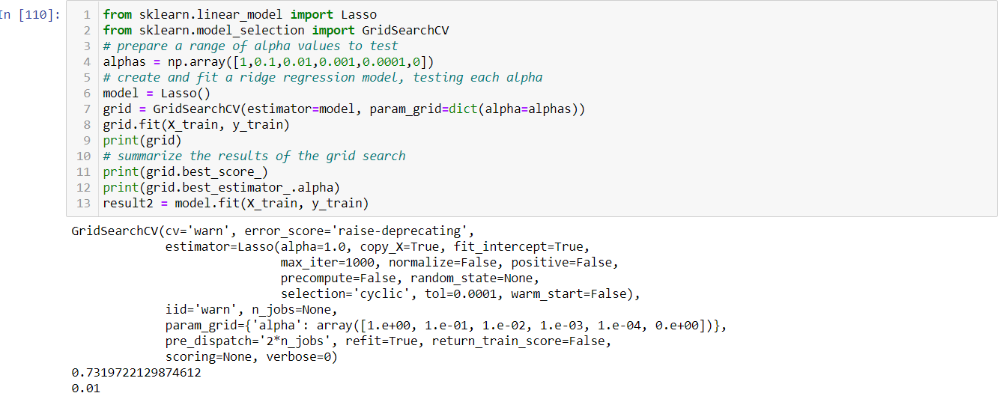 In [110]:
1 from sklearn.linear_model import Lasso
2 from sklearn.model_selection import GridSearchCV
3 # prepare a range of alpha values to test
4 alphas = np.array([1,0.1,0.01,0.001,0.0001,0])
5 # create and fit a ridge regression model, testing each alpha
6 model = Lasso()
7 grid = GridSearchCV(estimator=model, param_grid=dict(alpha=alphas))
8 grid.fit(X_train, y_train)
9 print(grid)
10 # summarize the results of the grid search
11 print(grid.best_score_)
12 print(grid.best_estimator_.alpha)
13 result2 = model.fit(X_train, y_train)
GridSearchCV(cv='warn', error_score='raise-deprecating',
estimator=Lasso(alpha=1.0, copy_X=True, fit_intercept=True,
max_iter=1000, normalize=False, positive=False,
precompute=False, random_state=None,
selection='cyclic', tol=0.0001, warm_start=False),
iid='warn', n_jobs=None,
param_grid={'alpha': array([1.e+00, 1.e-01, 1.e-02, 1.e-03, 1.e-04, 0.e+00])},
pre_dispatch='2*n_jobs', refit=True, return_train_score=False,
scoring=None, verbose=0)
0.7319722129874612
0.01